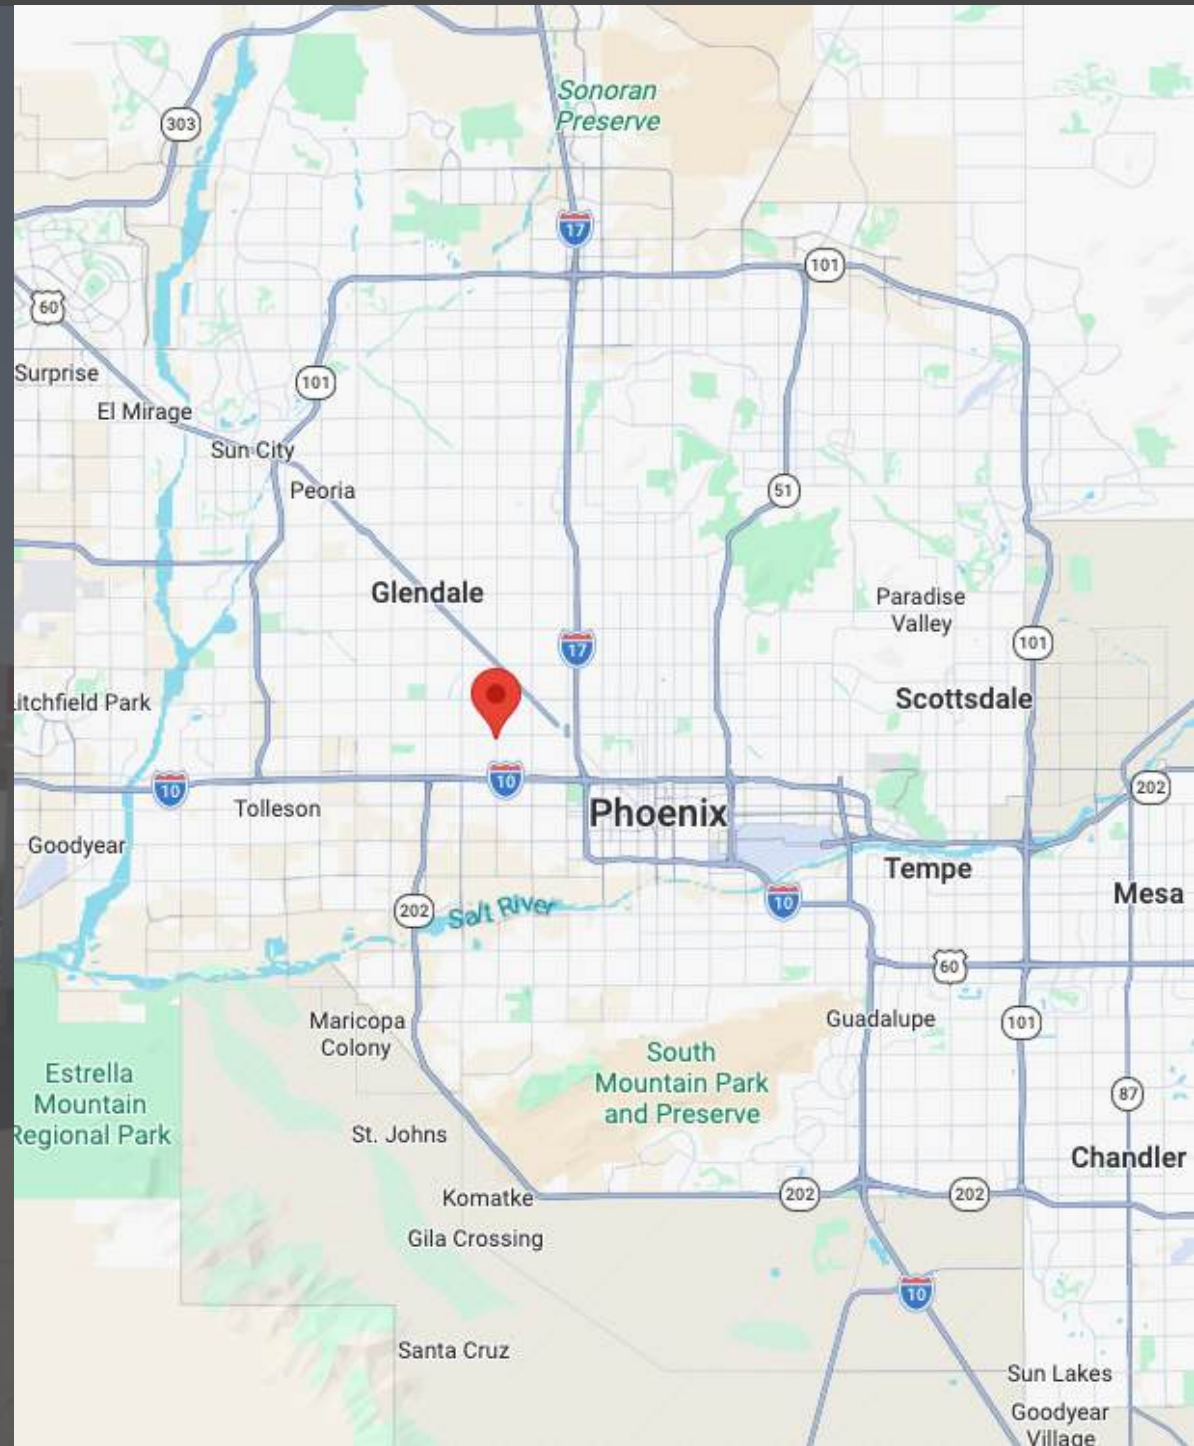 Sonoran
Preserve
303
17
101
60
Surprise
101
El Mirage
Sun City
Peoria
51
Glendale
Paradise
Valley
17
101
Litchfield Park
Scottsdale
10
10
202
Tolleson
Phoenix
Goodyear
Tempe
Mesa
202
Salt River
10
60
Maricopa
Colony
Guadalupe
101
South
Mountain Park
and Preserve
Estrella
Mountain
Regional Park
87
St. Johns
Chandler
Komatke
202
202
Gila Crossing
10
Santa Cruz
Sun Lakes
Goodyear
Village